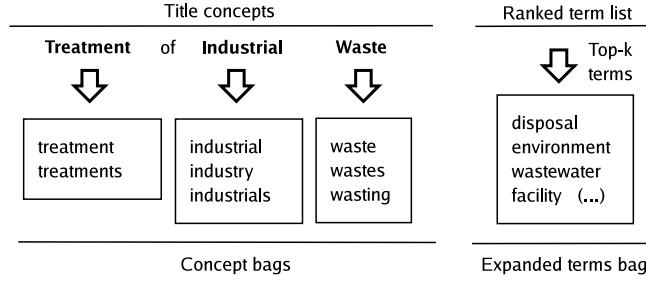 Title concepts
Treatment of Industrial Waste
treatment
treatments
industrial
industry
industrials
waste
wastes
wasting
Concept bags
Ranked term list
Top-k
terms
disposal
environment
wastewater
facility (...)
Expanded terms bag